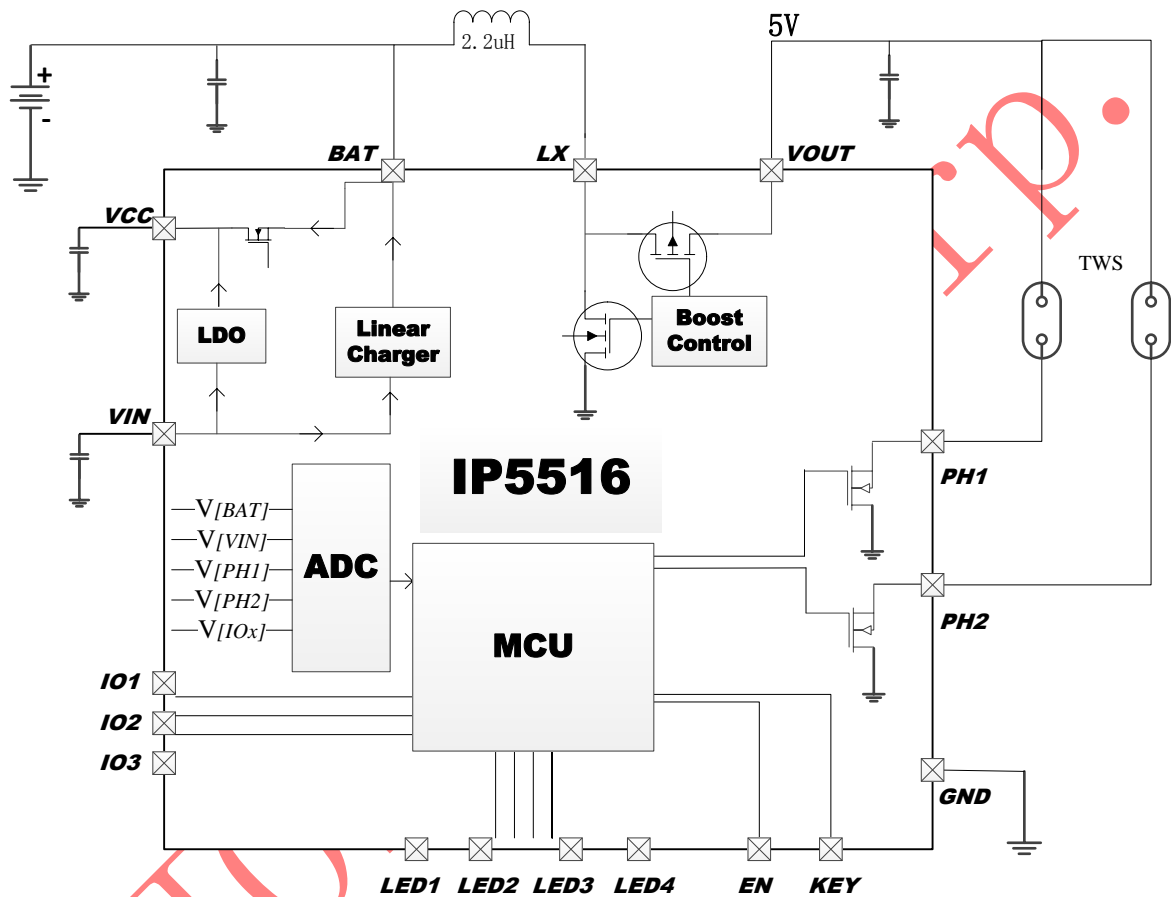 2.2uH
5V
+
-
BAT
LX
VOUT
VCC
TWS
LDO
Linear
Charger
Boost
Control
VIN
IP5516
PH1
V[BAT]
V[VIN]
V[PH1]
V[PH2]
V[IOx]
ADC
MCU
PH2
IO1
IO2
IO3
GND
LED1
LED2
LED3
LED4
EN
KEY